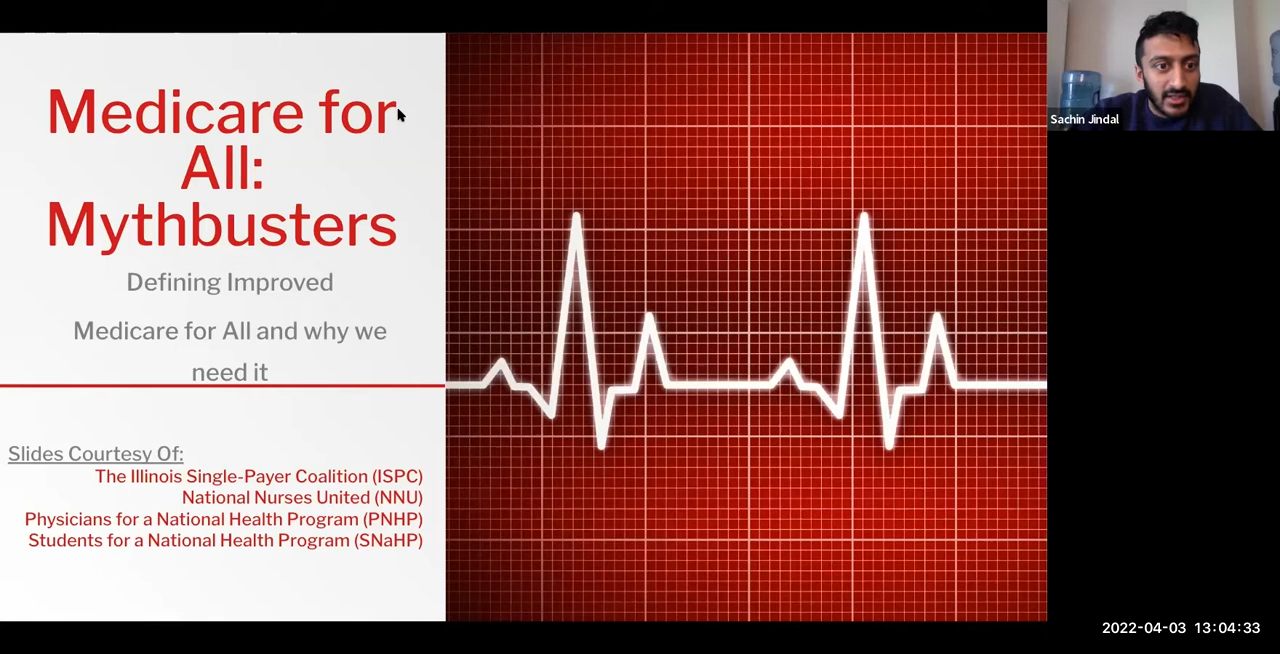 Medicare for
All:
Mythbusters
Defining Improved
Medicare for All and why we
need it
Slides Courtesy Of:
The Illinois Single-Payer Coalition (ISPC)
National Nurses United (NNU)
Physicians for a National Health Program (PNHP)
Students for a National Health Program (SNaHP)
Sachin Jindal
2022-04-03 13:04:33